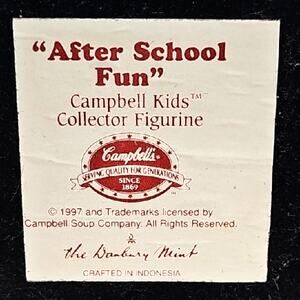 “After School
Fun”
Campbell Kids™
Collector Figurine
Campbell's
SERVING QUALITY FOR GENERATIONS
SINCE
1869
© 1997 and Trademarks licensed by
Campbell Soup Company. All Rights Reserved.
The Danbury Mint
CRAFTED IN INDONESIA